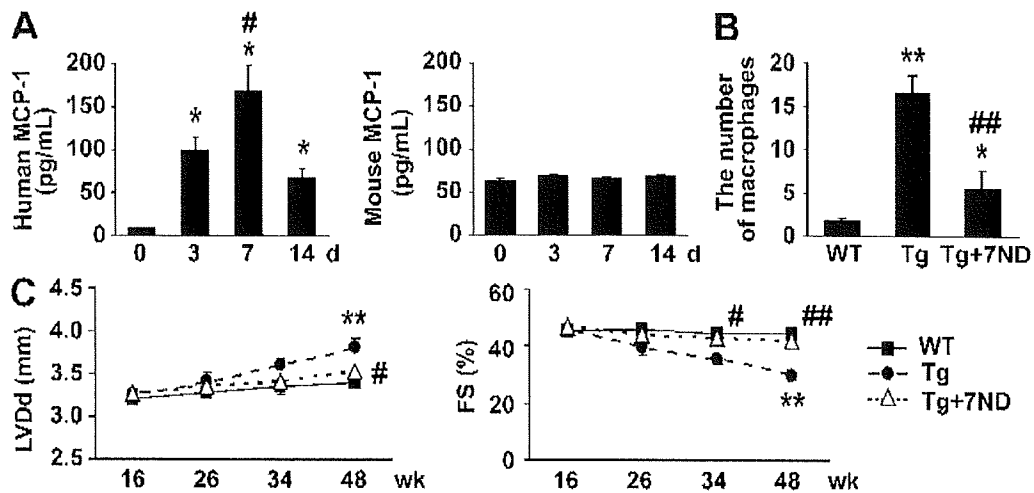 A
Human MCP-1
(pg/mL)
200
150
100
50
0
*
#
*
*
0 3 7 14 d
Mouse MCP-1
(pg/mL)
200
150
100
50
0
0 3 7 14 d
B
The number
of macrophages
20
15
10
5
0
**
##
*
WT Tg Tg+7ND
C
LVDd (mm)
4.5
4.0
3.5
3.0
2.5
**
#
16 26 34 48 wk
FS (%)
60
40
20
0
#
##
**
16 26 34 48 wk
WT
Tg
Tg+7ND